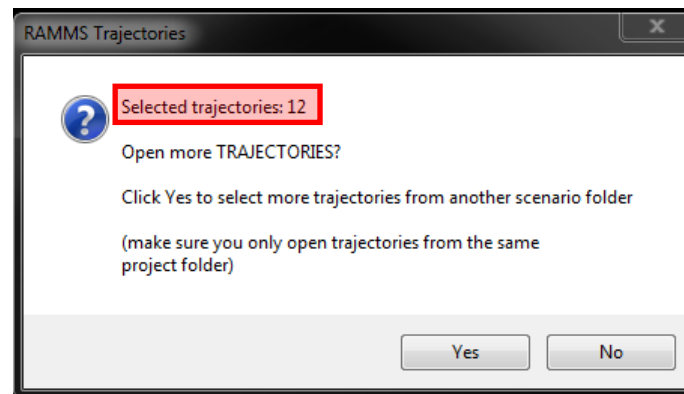 RAMMS Trajectories
Selected trajectories: 12
Open more TRAJECTORIES?
Click Yes to select more trajectories from another scenario folder
(make sure you only open trajectories from the same
project folder)
Yes
No